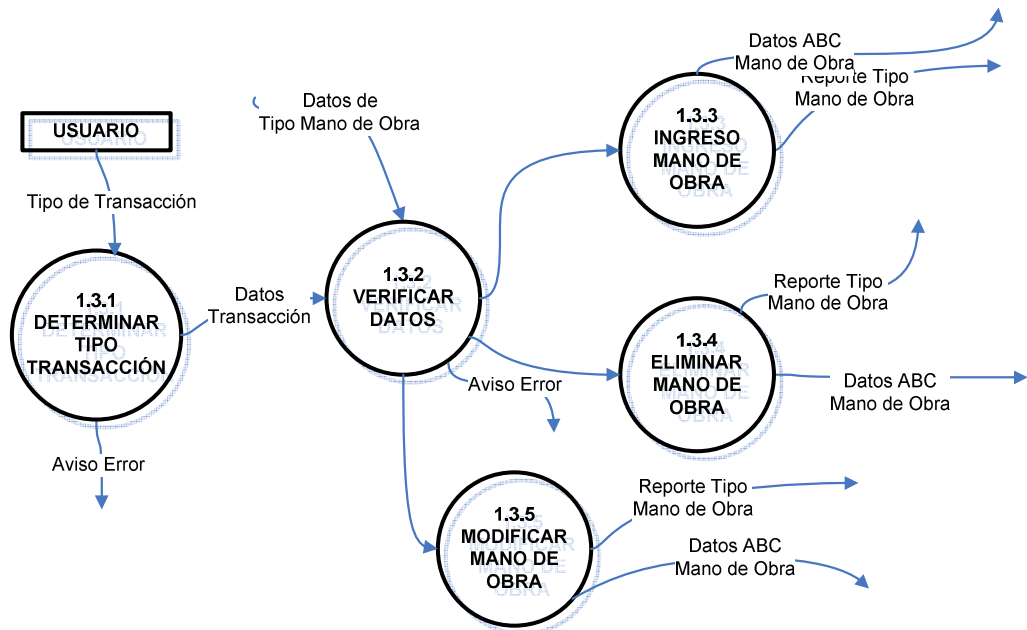 USUARIO
Tipo de Transacción
1.3.1
DETERMINAR
TIPO
TRANSACCIÓN
Aviso Error
Datos
Transacción
Datos de
Tipo Mano de Obra
1.3.2
VERIFICAR
DATOS
Aviso Error
1.3.3
INGRESO
MANO DE
OBRA
Datos ABC
Mano de Obra
Reporte Tipo
Mano de Obra
1.3.4
ELIMINAR
MANO DE
OBRA
Reporte Tipo
Mano de Obra
Datos ABC
Mano de Obra
1.3.5
MODIFICAR
MANO DE
OBRA
Reporte Tipo
Mano de Obra
Datos ABC
Mano de Obra